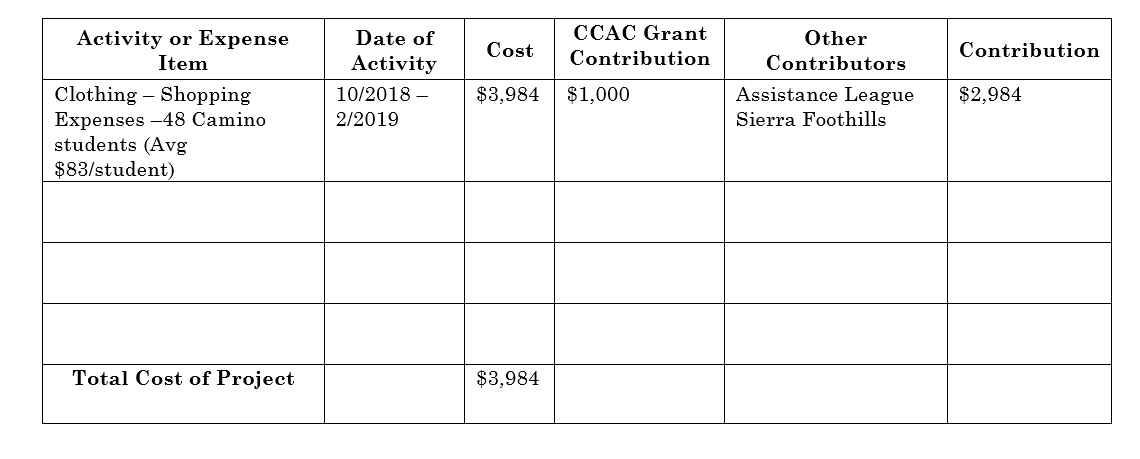 Activity or Expense
Item
Date of
Activity
Cost
CCAC Grant
Contribution
Other
Contributors
Contribution
Clothing – Shopping
Expenses –48 Camino
students (Avg
$83/student)
10/2018 –
2/2019
$3,984
$1,000
Assistance League
Sierra Foothills
$2,984
Total Cost of Project
$3,984